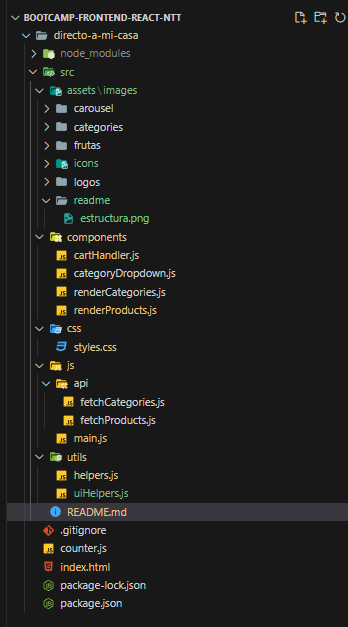 BOOTCAMP-FRONTEND-REACT-NTT
directo-a-mi-casa
node_modules
src
assets\images
carousel
categories
frutas
icons
logos
readme
estructura.png
components
cartHandler.js
categoryDropdown.js
renderCategories.js
renderProducts.js
css
styles.css
js
api
fetchCategories.js
fetchProducts.js
main.js
utils
helpers.js
uiHelpers.js
README.md
.gitignore
counter.js
index.html
package-lock.json
package.json